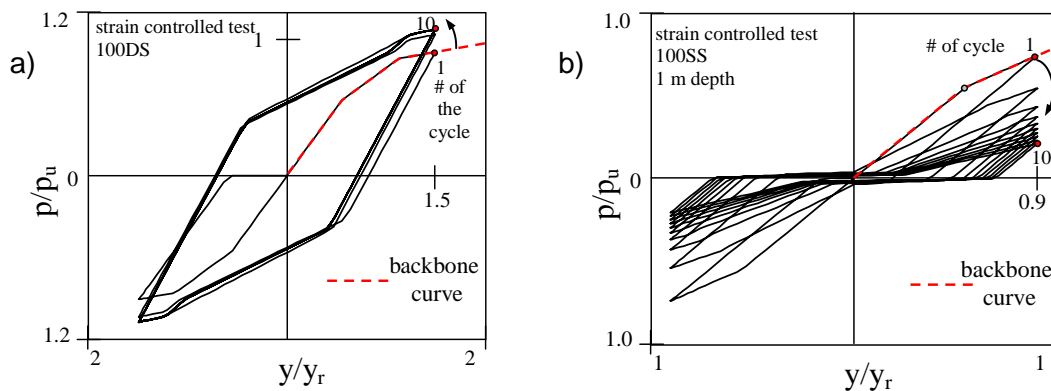 a)
1.2
strain controlled test
100DS
1
10
1
# of
the
cycle
p/pu
0
1.5
backbone
curve
1.2
2
2
y/yr
b)
1.0
strain controlled test
100SS
1 m depth
# of cycle
1
10
p/pu
0
0.9
backbone
curve
1.0
1
1
y/yr